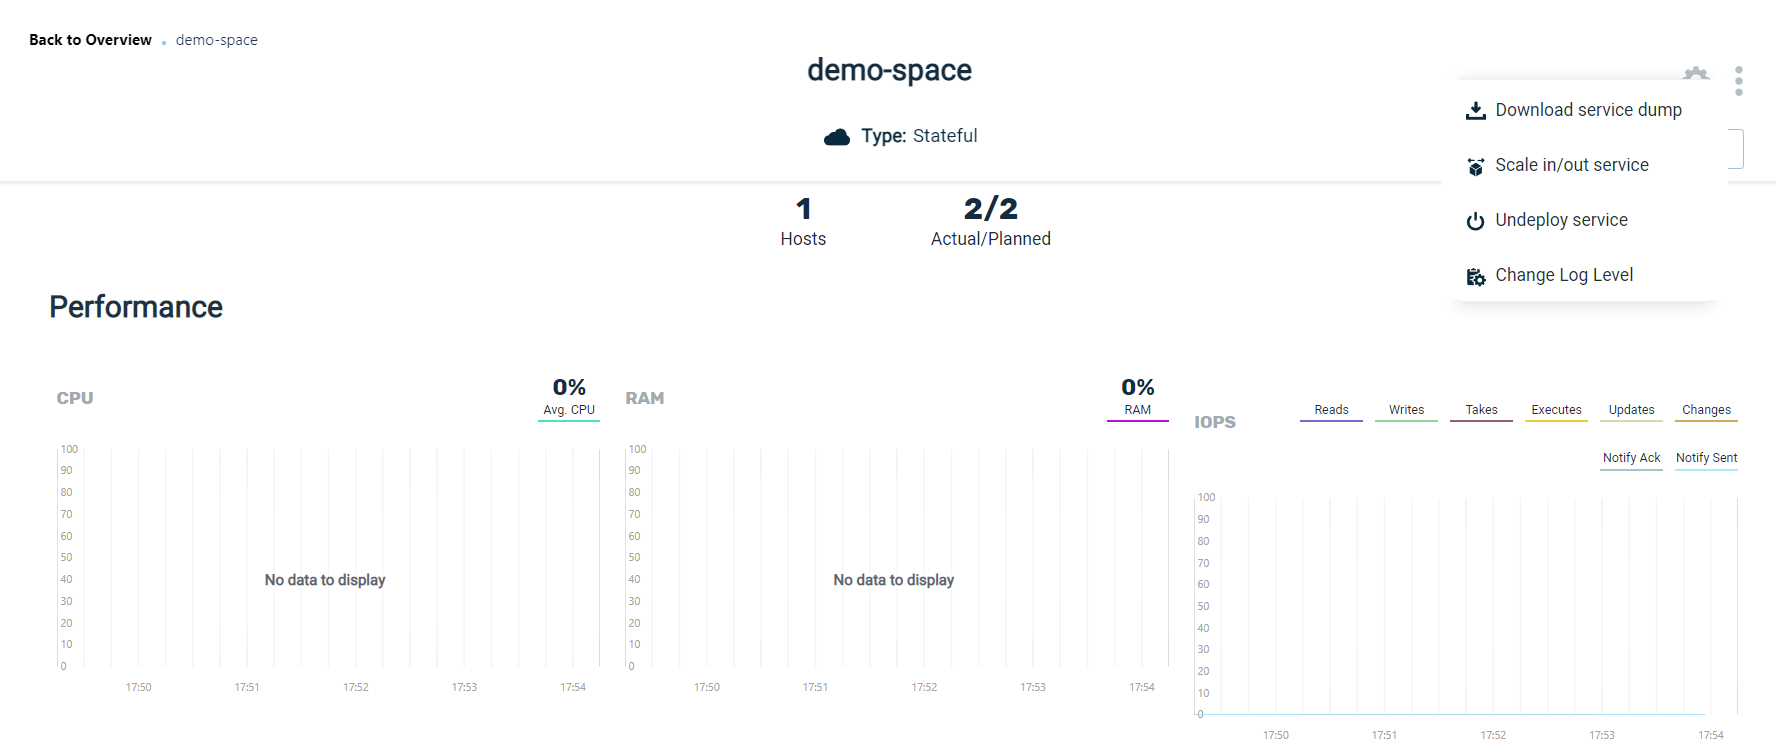 Back to Overview • demo-space
demo-space
Type: Stateful
Download service dump
Scale in/out service
Undeploy service
Change Log Level
1
Hosts
2/2
Actual/Planned
Performance
CPU
0%
Avg. CPU
100
90
80
70
60
50
40
30
20
10
0
No data to display
17:50 17:51 17:52 17:53 17:54
RAM
0%
RAM
100
90
80
70
60
50
40
30
20
10
0
No data to display
17:50 17:51 17:52 17:53 17:54
IOPS
Reads Writes Takes Executes Updates Changes
Notify Ack Notify Sent
100
90
80
70
60
50
40
30
20
10
0
17:50 17:51 17:52 17:53 17:54